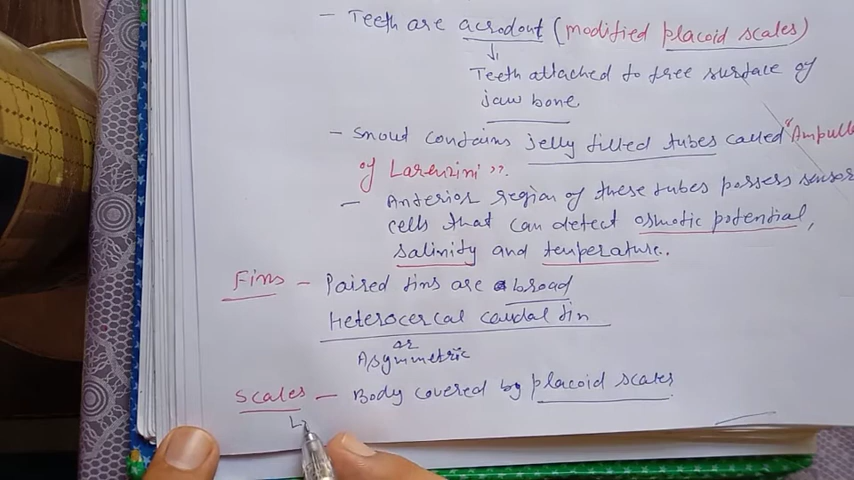 - Teeth are acrodont (modified placoid scales)
Teeth attached to free surface of
jaw bone
- Snout contains jelly filled tubes called "Ampull
of Larenzini".
- Anterior region of these tubes possess sensor
cells that can detect osmotic potential,
salinity and temperature.
Fins - Paired fins are broad
Heterocercal caudal fin
or
Asymmetric
Scales - Body covered by placoid scales